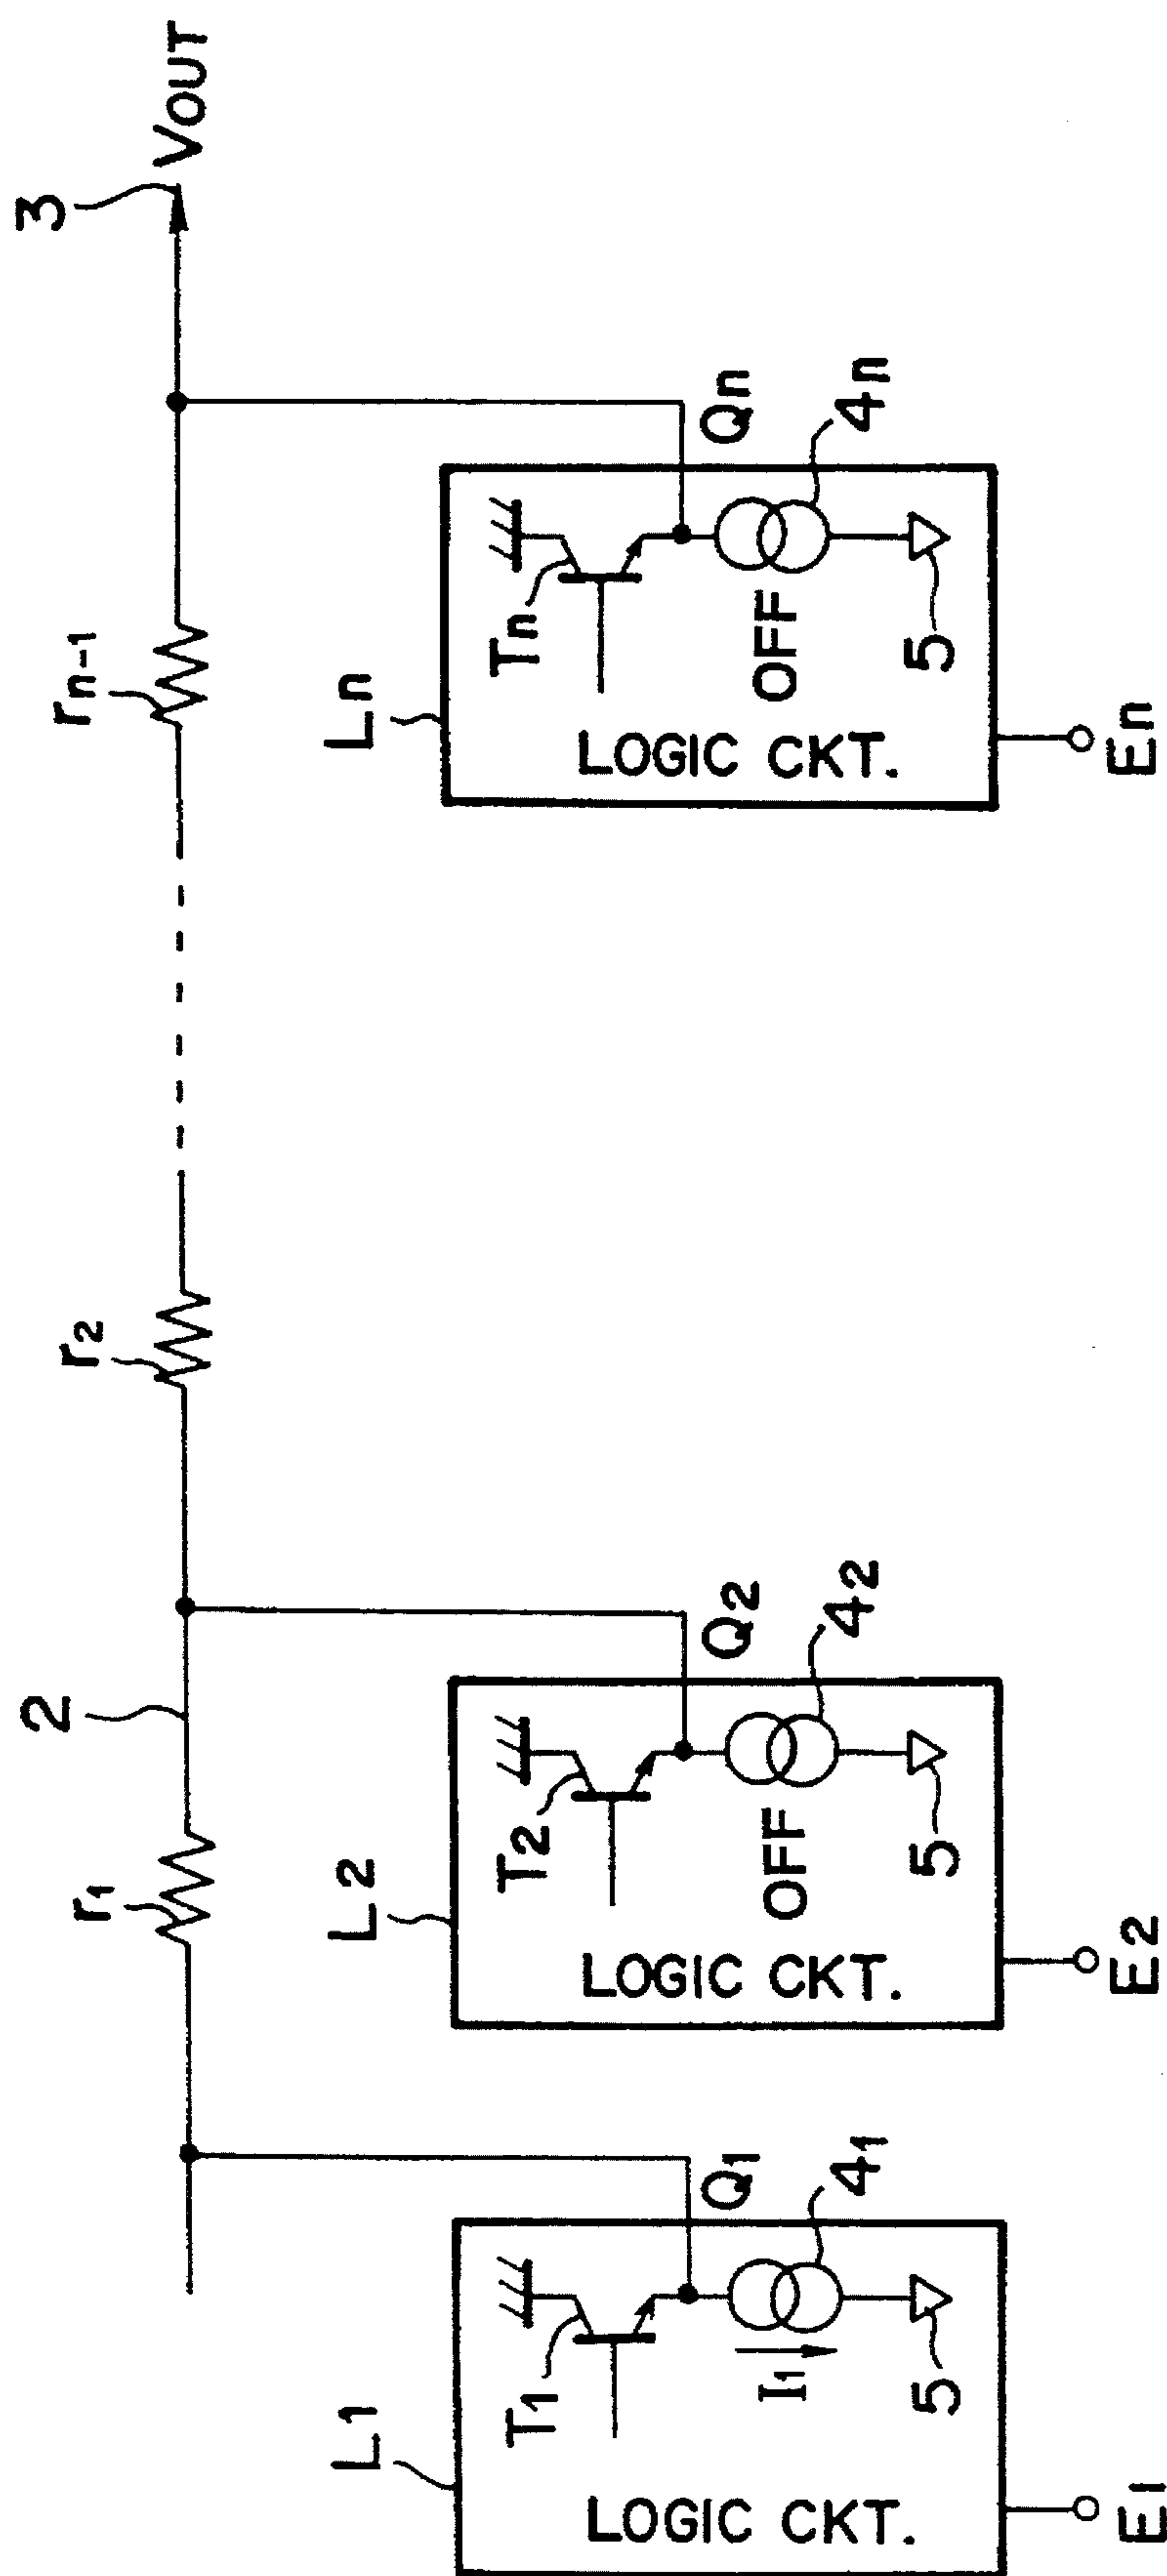 3
VOUT
rn-1
r2
2
r1
Ln
Tn
Qn
4n
OFF
5
LOGIC CKT.
En
L2
T2
Q2
42
OFF
5
LOGIC CKT.
E2
L1
T1
Q1
41
I1
5
LOGIC CKT.
E1